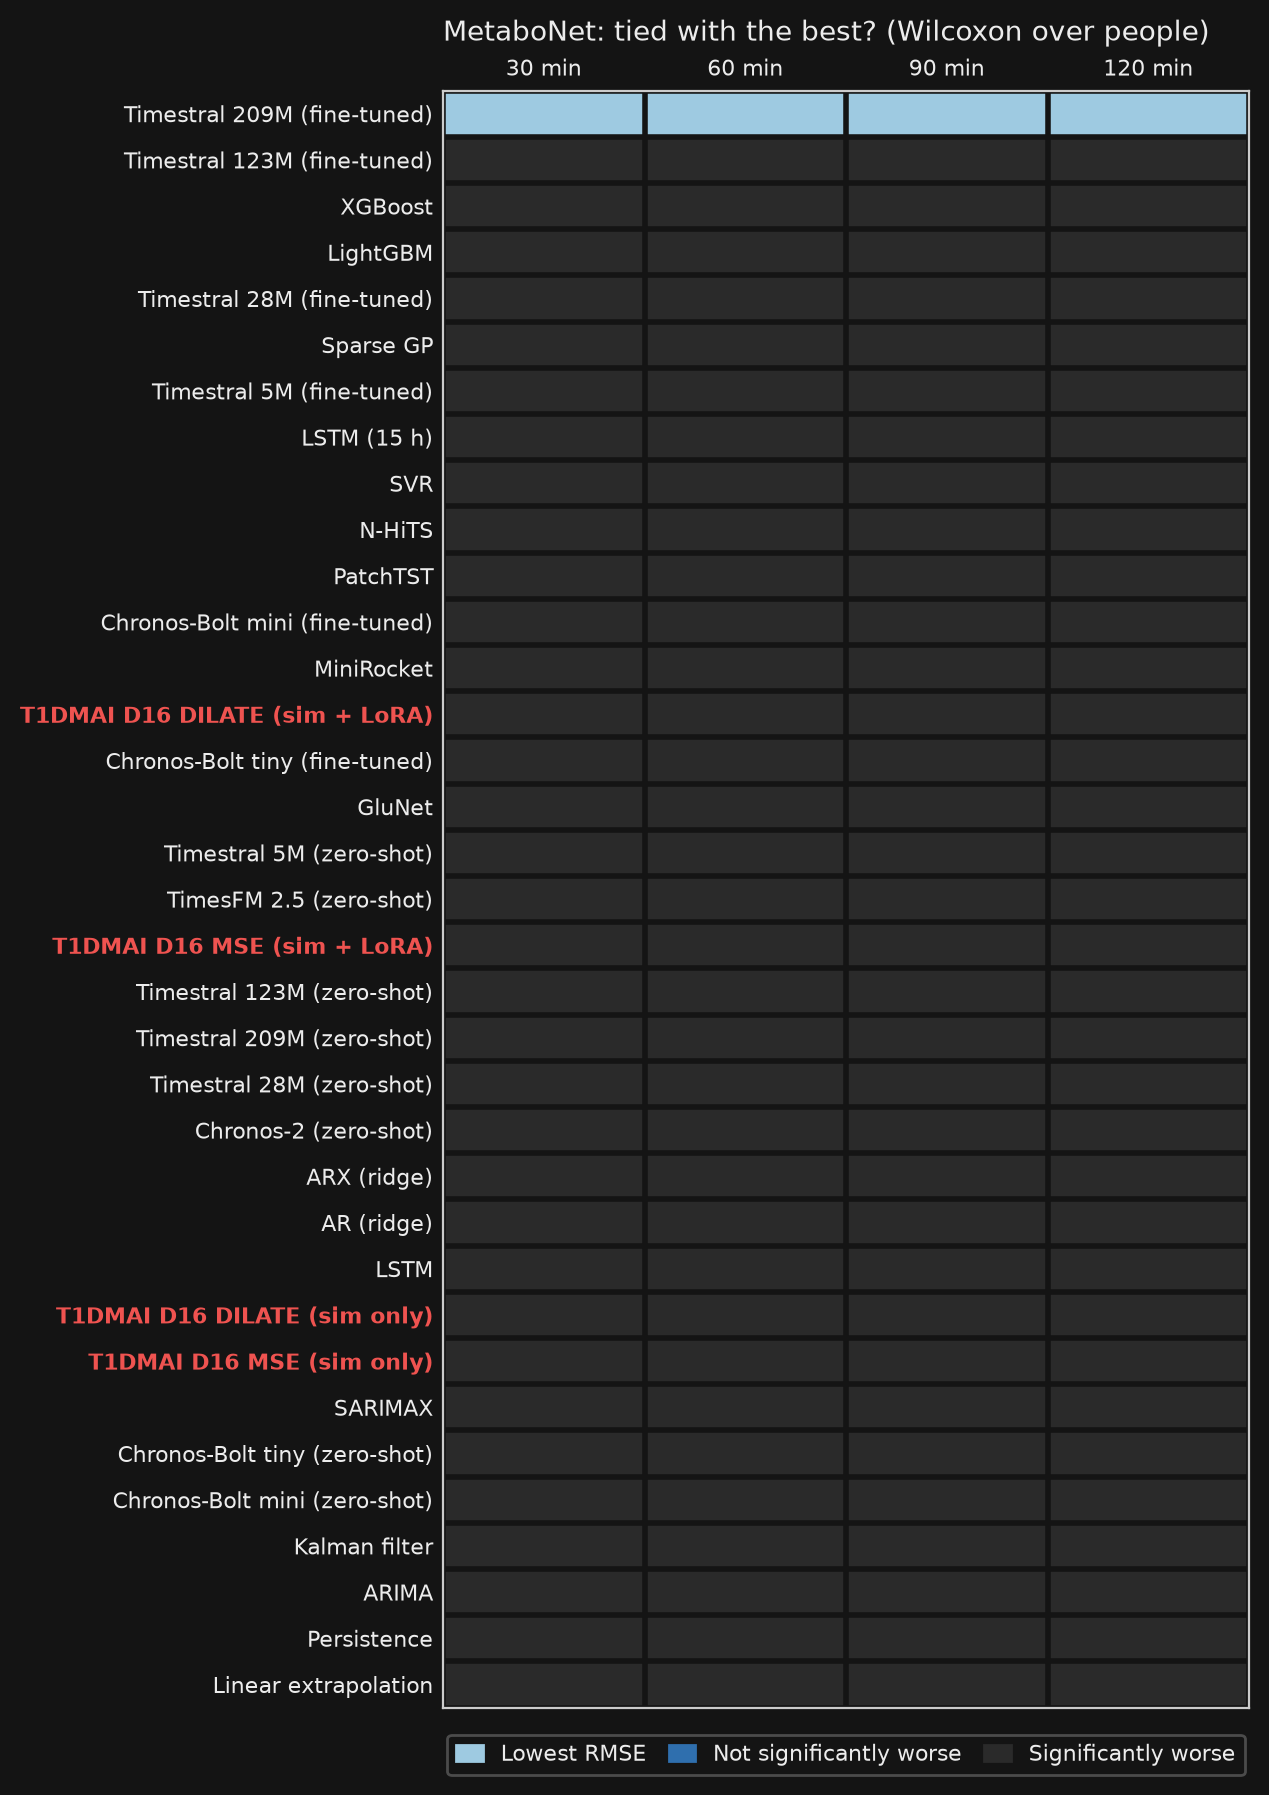 MetaboNet: tied with the best? (Wilcoxon over people)
30 min 60 min 90 min 120 min
Timestral 209M (fine-tuned)
Timestral 123M (fine-tuned)
XGBoost
LightGBM
Timestral 28M (fine-tuned)
Sparse GP
Timestral 5M (fine-tuned)
LSTM (15 h)
SVR
N-HiTS
PatchTST
Chronos-Bolt mini (fine-tuned)
MiniRocket
T1DMAI D16 DILATE (sim + LoRA)
Chronos-Bolt tiny (fine-tuned)
GluNet
Timestral 5M (zero-shot)
TimesFM 2.5 (zero-shot)
T1DMAI D16 MSE (sim + LoRA)
Timestral 123M (zero-shot)
Timestral 209M (zero-shot)
Timestral 28M (zero-shot)
Chronos-2 (zero-shot)
ARX (ridge)
AR (ridge)
LSTM
T1DMAI D16 DILATE (sim only)
T1DMAI D16 MSE (sim only)
SARIMAX
Chronos-Bolt tiny (zero-shot)
Chronos-Bolt mini (zero-shot)
Kalman filter
ARIMA
Persistence
Linear extrapolation
Lowest RMSE Not significantly worse Significantly worse